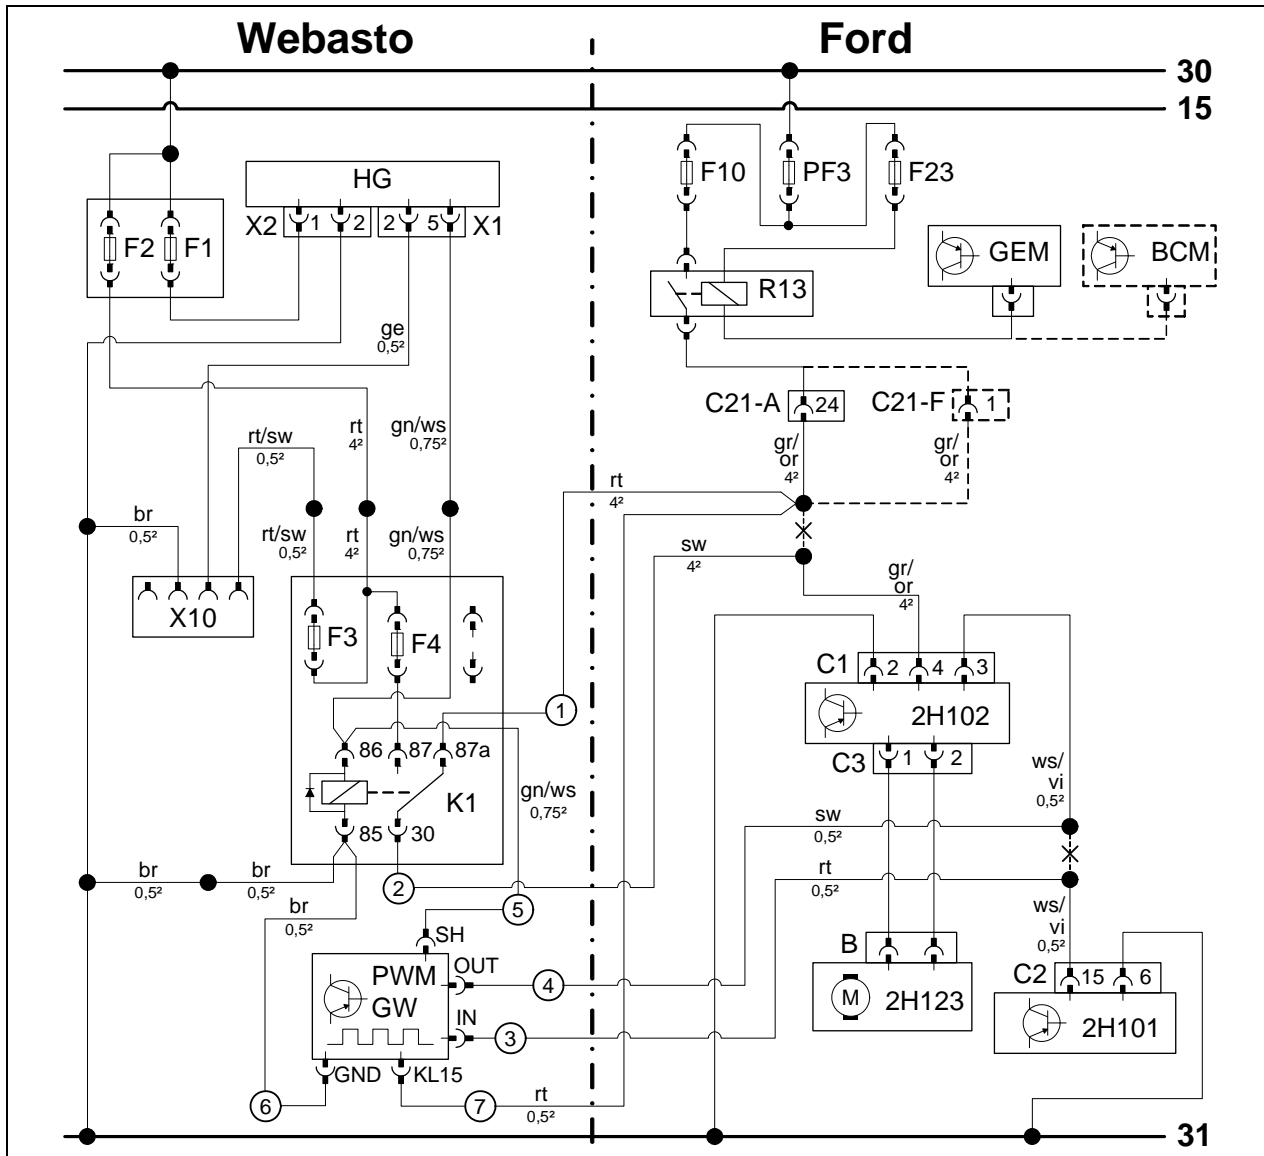 Webasto
Ford
30
15
F10
PF3
F23
HG
X2
1
2
2
5
X1
F2
F1
GEM
BCM
R13
ge
0,5²
C21-A
24
C21-F
1
rt/sw
0,5²
rt
4²
gn/ws
0,75²
gr/
or
4²
gr/
or
4²
rt
4²
br
0,5²
rt/sw
0,5²
rt
4²
gn/ws
0,75²
sw
4²
gr/
or
4²
X10
F3
F4
C1
2
4
3
1
2H102
86
87
87a
C3
1
2
ws/
vi
0,5²
K1
gn/ws
0,75²
sw
0,5²
85
30
br
0,5²
br
0,5²
2
rt
0,5²
br
0,5²
5
ws/
vi
0,5²
SH
B
PWM
GW
OUT
4
C2
15
6
M
2H123
IN
3
2H101
GND
KL15
rt
0,5²
6
7
31